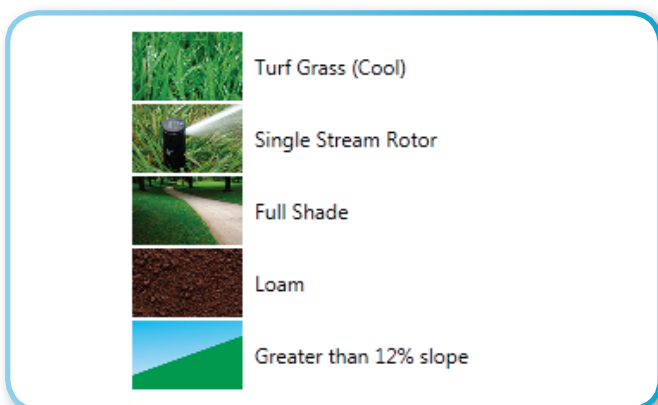 Turf Grass (Cool)
Single Stream Rotor
Full Shade
Loam
Greater than 12% slope